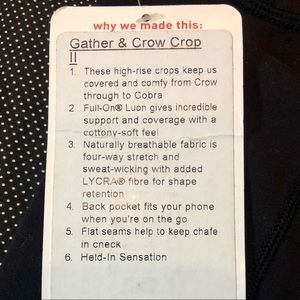 why we made this:
Gather & Crow Crop
II
1. These high-rise crops keep us
covered and comfy from Crow
through to Cobra
2. Full-On® Luon gives incredible
support and coverage with a
cottony-soft feel
3. Naturally breathable fabric is
four-way stretch and
sweat-wicking with added
LYCRA® fibre for shape
retention
4. Back pocket fits your phone
when you're on the go
5. Flat seams help to keep chafe
in check
6. Held-In Sensation